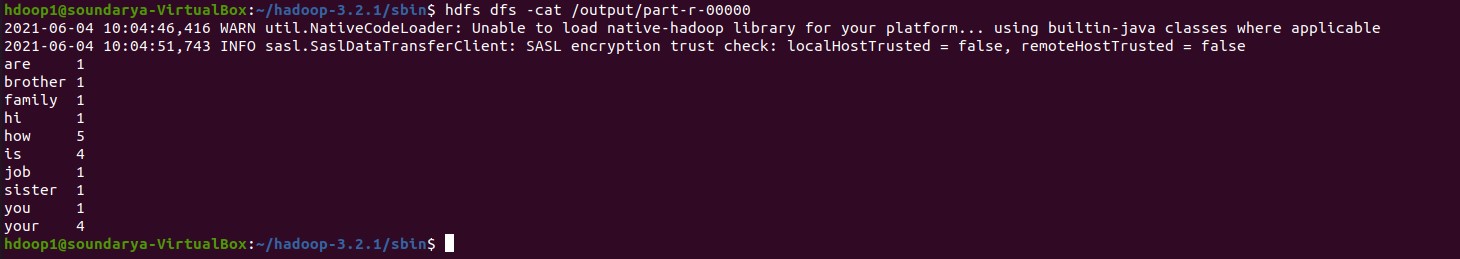 hdoop1@soundarya-VirtualBox:~/hadoop-3.2.1/sbin$ hdfs dfs -cat /output/part-r-00000
2021-06-04 10:04:46,416 WARN util.NativeCodeLoader: Unable to load native-hadoop library for your platform... using builtin-java classes where applicable
2021-06-04 10:04:51,743 INFO sasl.SaslDataTransferClient: SASL encryption trust check: localHostTrusted = false, remoteHostTrusted = false
are     1
brother 1
family  1
hi      1
how     5
is      4
job     1
sister  1
you     1
your    4
hdoop1@soundarya-VirtualBox:~/hadoop-3.2.1/sbin$